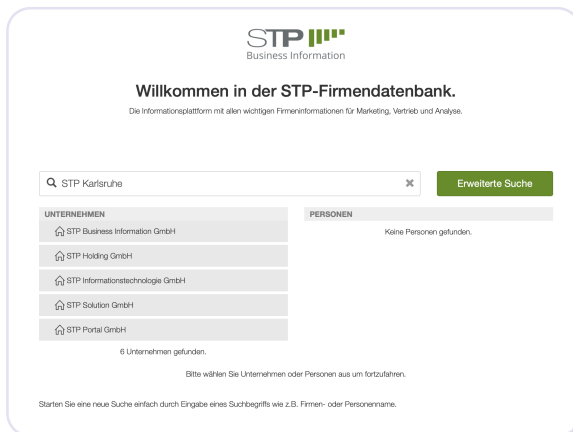 STP
Business Information
Willkommen in der STP-Firmendatenbank.
Die Informationsplattform mit allen wichtigen Firmeninformationen für Marketing, Vertrieb und Analyse.
STP Karlsruhe
Erweiterte Suche
UNTERNEHMEN
STP Business Information GmbH
STP Holding GmbH
STP Informationstechnologie GmbH
STP Solution GmbH
STP Portal GmbH
6 Unternehmen gefunden.
PERSONEN
Keine Personen gefunden.
Bitte wählen Sie Unternehmen oder Personen aus um fortzufahren.
Starten Sie eine neue Suche einfach durch Eingabe eines Suchbegriffs wie z.B. Firmen- oder Personenname.